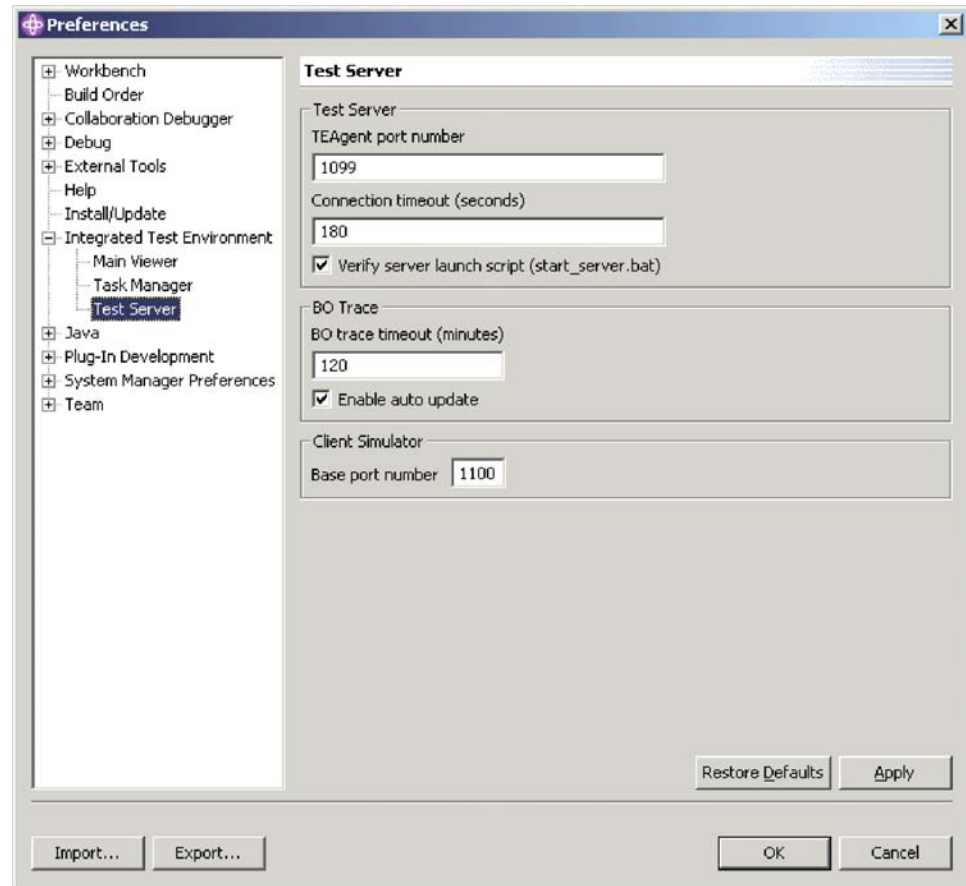 Preferences
Workbench
Build Order
Collaboration Debugger
Debug
External Tools
Help
Install/Update
Integrated Test Environment
Main Viewer
Task Manager
Test Server
Java
Plug-In Development
System Manager Preferences
Team
Test Server
Test Server
TEAgent port number
1099
Connection timeout (seconds)
180
Verify server launch script (start_server.bat)
BO Trace
BO trace timeout (minutes)
120
Enable auto update
Client Simulator
Base port number 1100
Restore Defaults Apply
Import... Export... OK Cancel